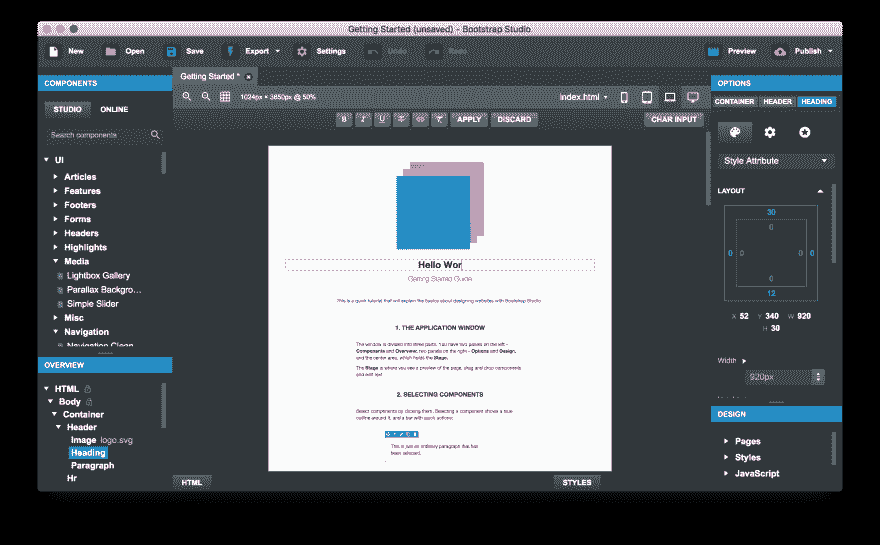 Getting Started (unsaved) - Bootstrap Studio
New Open Save Export Settings Undo Redo Preview Publish
COMPONENTS
STUDIO ONLINE
Search components
UI
Articles
Features
Footers
Forms
Headers
Highlights
Media
Lightbox Gallery
Parallax Backgro...
Simple Slider
Misc
Navigation
Navigation Clean
OVERVIEW
HTML
Body
Container
Header
Image logo.svg
Heading
Paragraph
Hr
Getting Started *
1024px × 3650px @ 50%
index.html
B I U S APPLY DISCARD
CHAR INPUT
Hello Wor
Getting Started Guide
This is a quick tutorial that will explain the basics about designing websites with Bootstrap Studio
1. THE APPLICATION WINDOW
The window is divided into three parts. You have two panels on the left -
Components and Overview, two panels on the right - Options and Design,
and the center area, which holds the Stage.
The Stage is where you see a preview of the page, drag and drop components
and edit text.
2. SELECTING COMPONENTS
Select components by clicking them. Selecting a component shows a blue
outline around it, and a bar with quick actions:
This is just an ordinary paragraph that has
been selected.
HTML
STYLES
OPTIONS
CONTAINER HEADER HEADING
Style Attribute
LAYOUT
30
0
0 0 0 0
0
12
X 52 Y 340 W 920
H 30
Width
920px
DESIGN
Pages
Styles
JavaScript